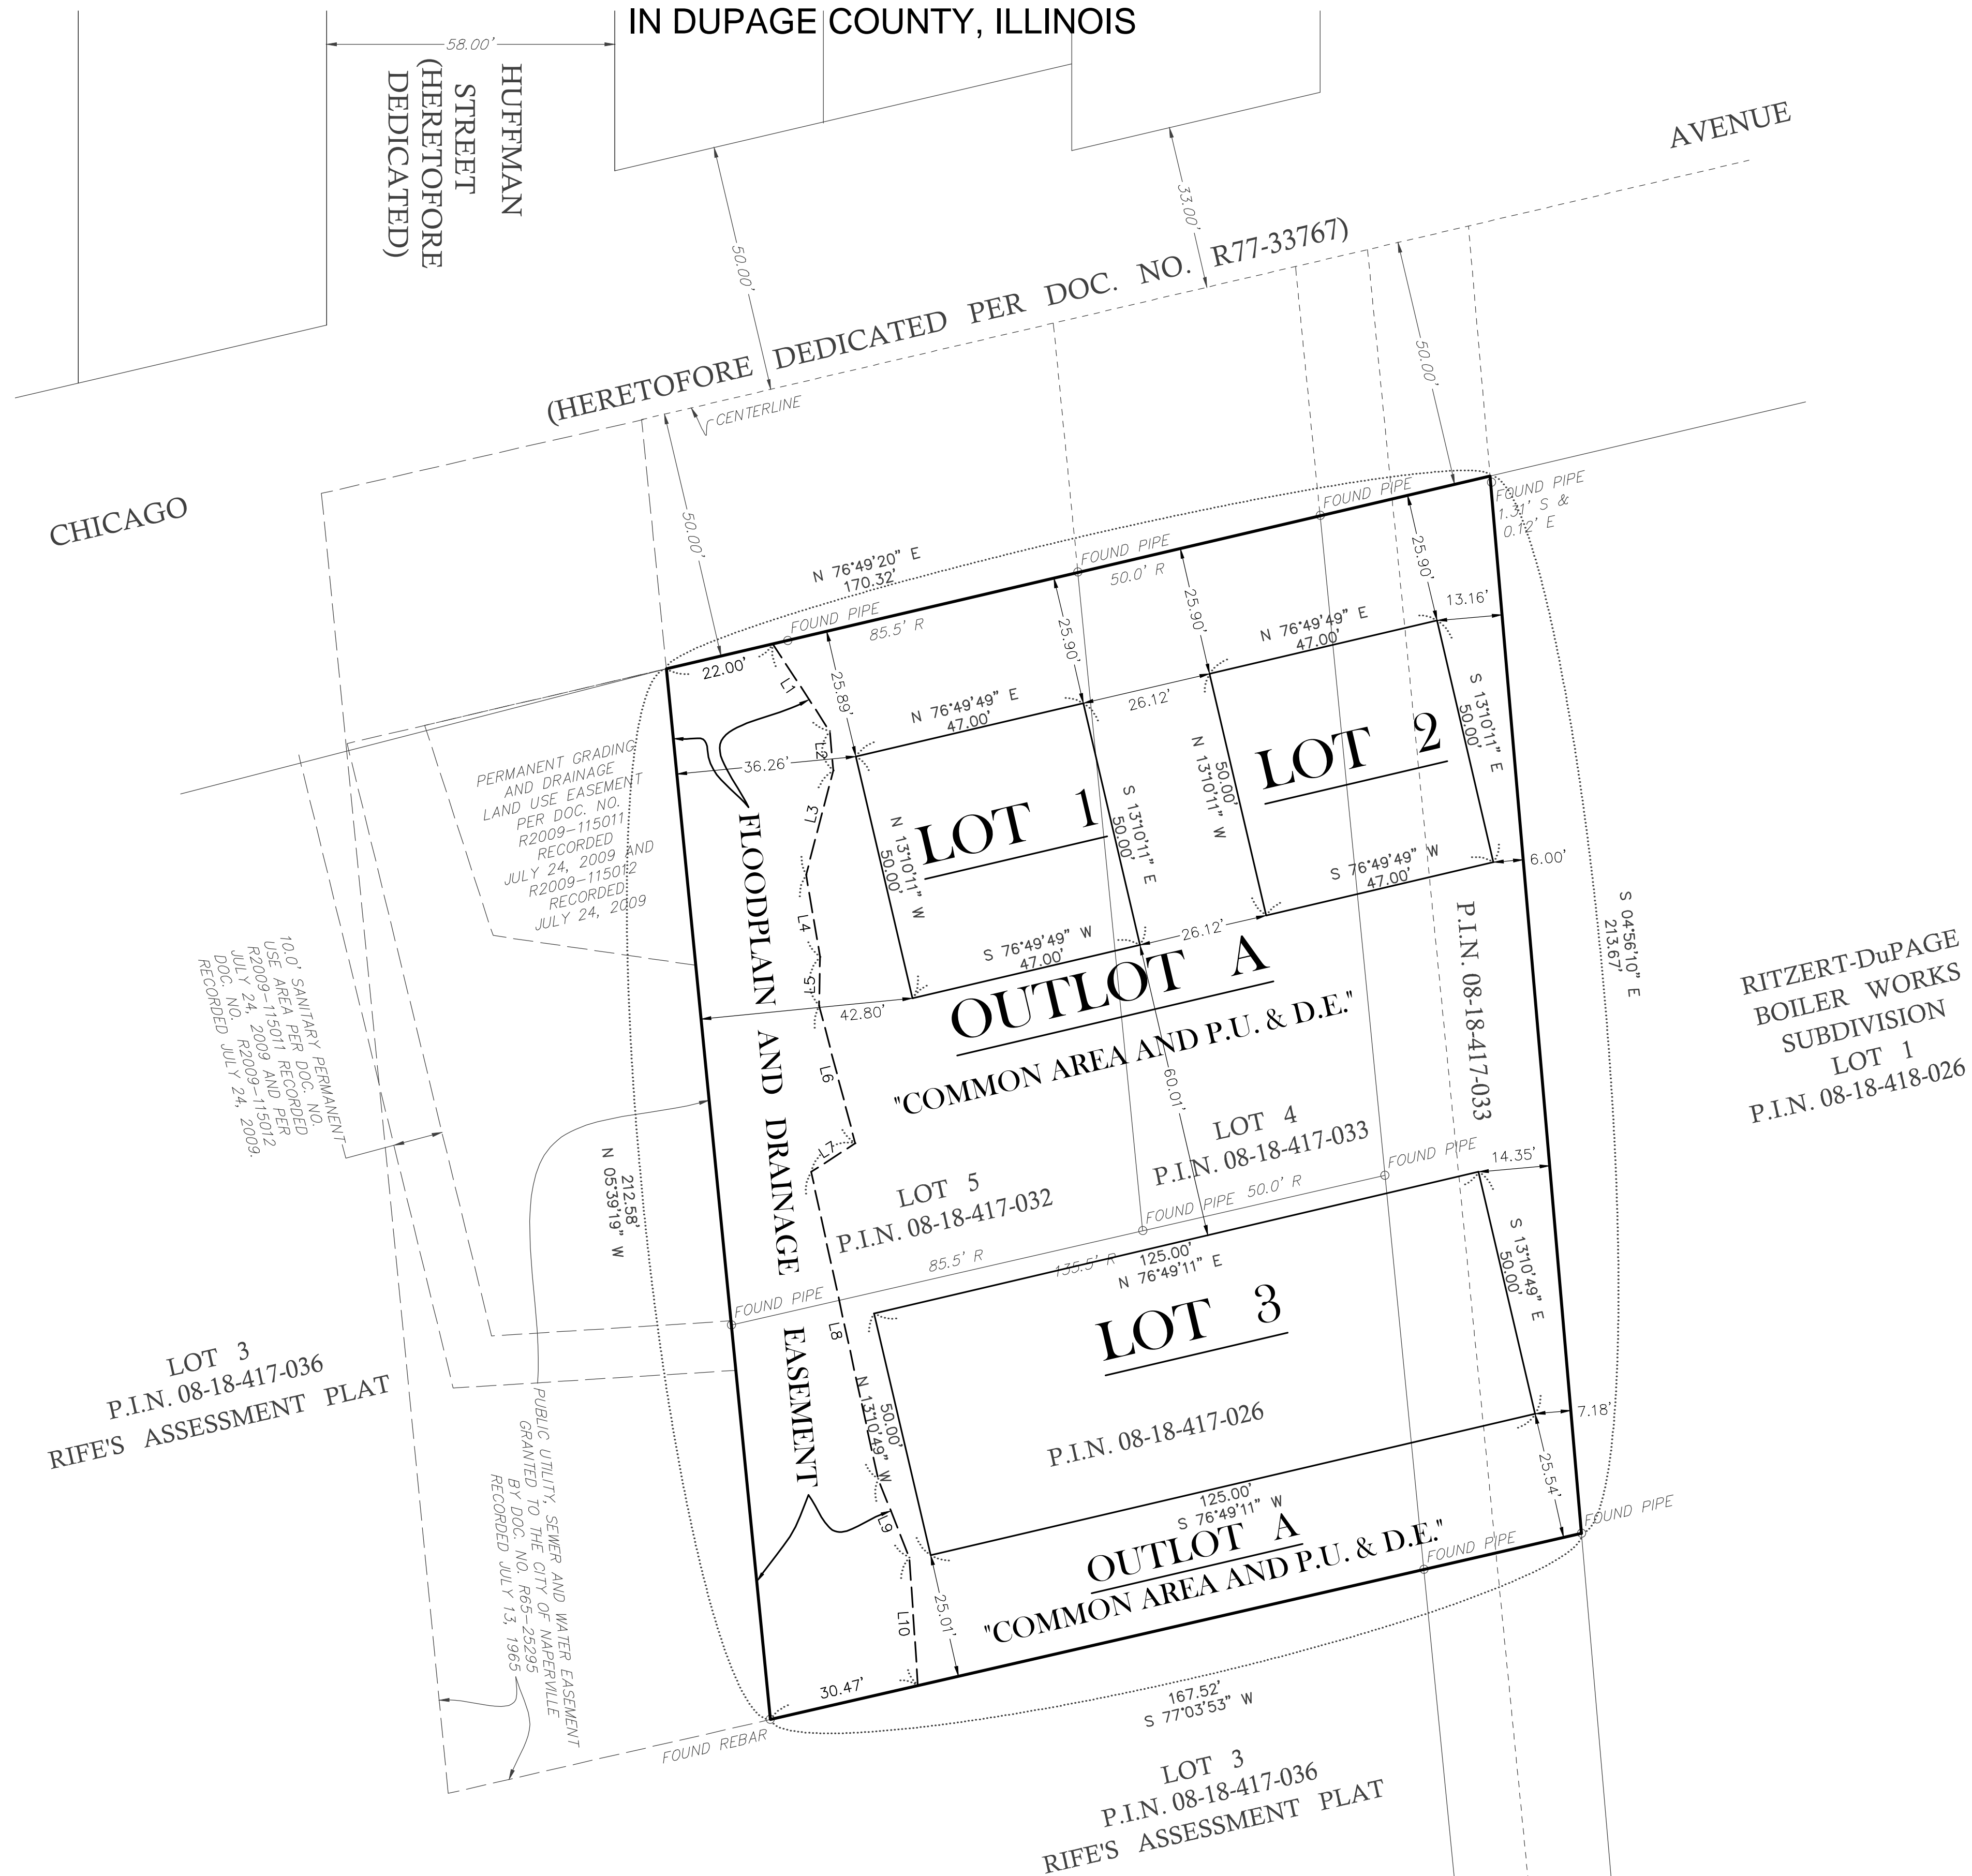 IN DUPAGE COUNTY, ILLINOIS
58.00'
HUFFMAN
STREET
(HERETOFORE
DEDICATED)
AVENUE
50.00'
33.00'
(HERETOFORE DEDICATED PER DOC. NO. R77-33767)
CENTERLINE
50.00'
CHICAGO
50.00'
N 76°49'20" E
170.32'
FOUND PIPE
85.5' R
FOUND PIPE
50.0' R
FOUND PIPE
FOUND PIPE
1.31' S &
0.12' E
22.00'
L1
L2
L3
L4
L5
L6
L7
L8
L9
L10
25.89'
25.90'
25.90'
25.90'
13.16'
36.26'
N 76°49'49" E
47.00'
26.12'
N 76°49'49" E
47.00'
LOT 1
N 13°10'11" W
50.00'
S 13°10'11" E
50.00'
S 76°49'49" W
47.00'
LOT 2
N 13°10'11" W
50.00'
S 13°10'11" E
50.00'
S 76°49'49" W
47.00'
6.00'
26.12'
42.80'
PERMANENT GRADING
AND DRAINAGE
LAND USE EASEMENT
PER DOC. NO.
R2009-115011
RECORDED
JULY 24, 2009 AND
R2009-115012
RECORDED
JULY 24, 2009
FLOODPLAIN AND DRAINAGE EASEMENT
10.0' SANITARY PERMANENT
USE AREA PER DOC. NO.
R2009-115011 RECORDED
JULY 24, 2009 AND PER
DOC. NO. R2009-115012
RECORDED JULY 24, 2009.
OUTLOT A
"COMMON AREA AND P.U. & D.E."
60.01'
P.I.N. 08-18-417-033
S 04°56'10" E
213.67'
RITZERT-DuPAGE
BOILER WORKS
SUBDIVISION
LOT 1
P.I.N. 08-18-418-026
LOT 4
P.I.N. 08-18-417-033
LOT 5
P.I.N. 08-18-417-032
FOUND PIPE
14.35'
FOUND PIPE 50.0' R
FOUND PIPE
85.5' R
135.5' R
125.00'
N 76°49'11" E
212.58'
N 05°39'19" W
LOT 3
P.I.N. 08-18-417-026
N 13°10'49" W
50.00'
S 13°10'49" E
50.00'
125.00'
S 76°49'11" W
7.18'
25.54'
25.01'
OUTLOT A
"COMMON AREA AND P.U. & D.E."
FOUND PIPE
FOUND PIPE
30.47'
167.52'
S 77°03'53" W
FOUND REBAR
PUBLIC UTILITY, SEWER AND WATER EASEMENT
GRANTED TO THE CITY OF NAPERVILLE
BY DOC. NO. R65-25295
RECORDED JULY 13, 1965
LOT 3
P.I.N. 08-18-417-036
RIFE'S ASSESSMENT PLAT
LOT 3
P.I.N. 08-18-417-036
RIFE'S ASSESSMENT PLAT